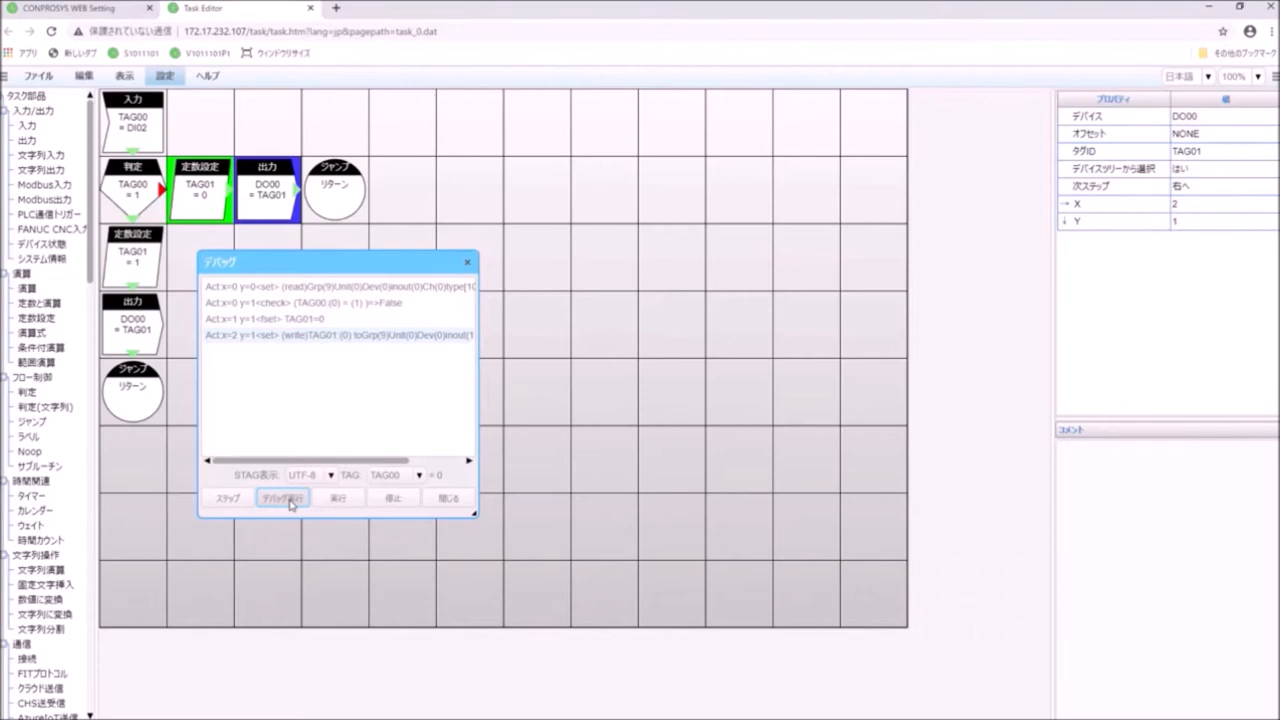 CONPROSYS WEB Setting
Task Editor
保護されていない通信
172.17.232.107/task/task.htm?lang=jp&pagepath=task_0.dat
アプリ
新しいタブ
S1011101
V1011101P1
ウィンドウリサイズ
その他のブックマーク
ファイル
編集
表示
設定
ヘルプ
日本語
100%
タスク部品
入力/出力
入力
出力
文字列入力
文字列出力
Modbus入力
Modbus出力
PLC通信トリガー
FANUC CNC入力
デバイス状態
システム情報
演算
演算
定数と演算
定数設定
演算式
条件付演算
範囲演算
フロー制御
判定
判定(文字列)
ジャンプ
ラベル
Noop
サブルーチン
時間関連
タイマー
カレンダー
ウェイト
時間カウント
文字列操作
文字列演算
固定文字挿入
数値に変換
文字列に変換
文字列分割
通信
接続
FITプロトコル
クラウド送信
CHS送受信
AzureIoT送信
入力
TAG00
= DI02
判定
TAG00
= 1
定数設定
TAG01
= 0
出力
DO00
= TAG01
ジャンプ
リターン
定数設定
TAG01
= 1
出力
DO00
= TAG01
ジャンプ
リターン
デバッグ
Act:x=0 y=0<set> (read)Grp(9)Unit(0)Dev(0)inout(0)Ch(0)type[1(
Act:x=0 y=1<check> (TAG00:(0) = (1) )=>False
Act:x=1 y=1<fset> TAG01=0
Act:x=2 y=1<set> (write)TAG01:(0) toGrp(9)Unit(0)Dev(0)inout(1
STAG表示:
UTF-8
TAG:
TAG00
= 0
ステップ
デバッグ実行
実行
停止
閉じる
プロパティ
値
デバイス
DO00
オフセット
NONE
タグID
TAG01
デバイスツリーから選択
はい
次ステップ
右へ
X
2
Y
1
コメント